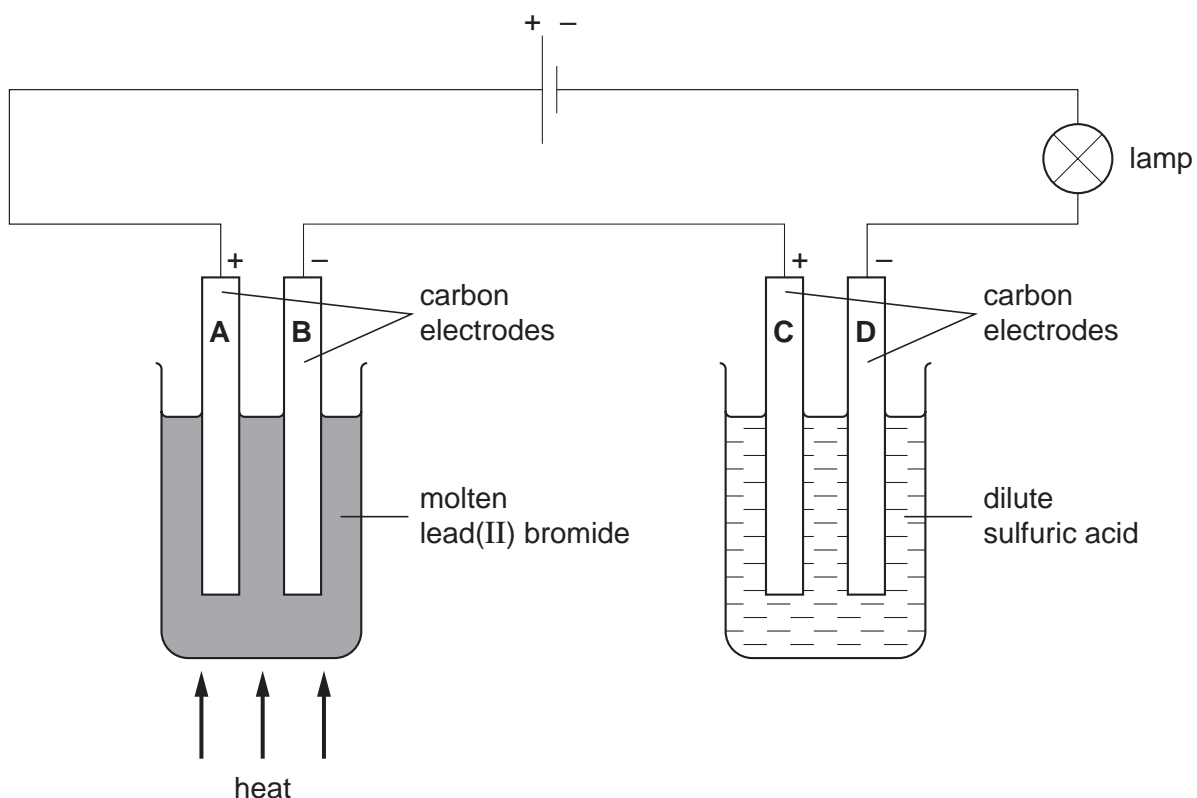 + −
lamp
+ −
+ −
carbon
electrodes
carbon
electrodes
A B
C D
molten
lead(II) bromide
dilute
sulfuric acid
heat